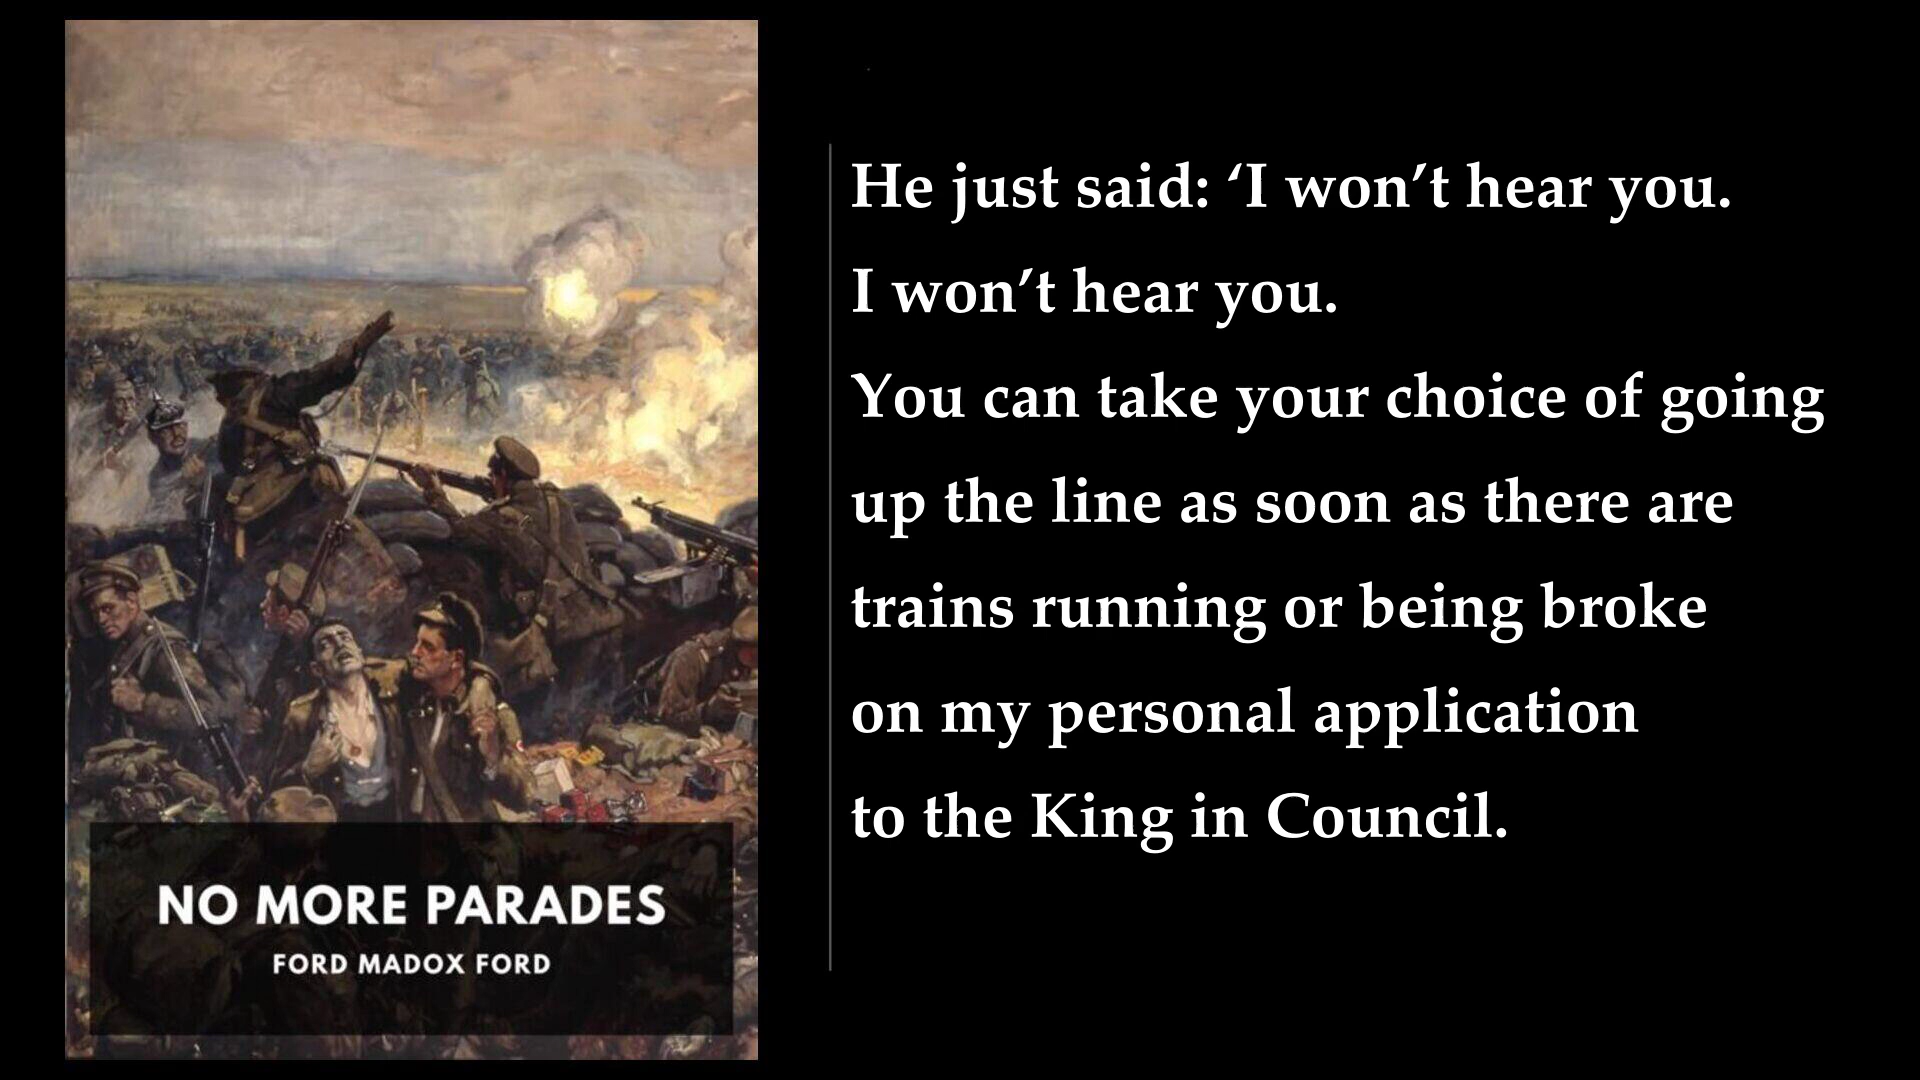 NO MORE PARADES
FORD MADOX FORD
He just said: ‘I won’t hear you.
I won’t hear you.
You can take your choice of going
up the line as soon as there are
trains running or being broke
on my personal application
to the King in Council.